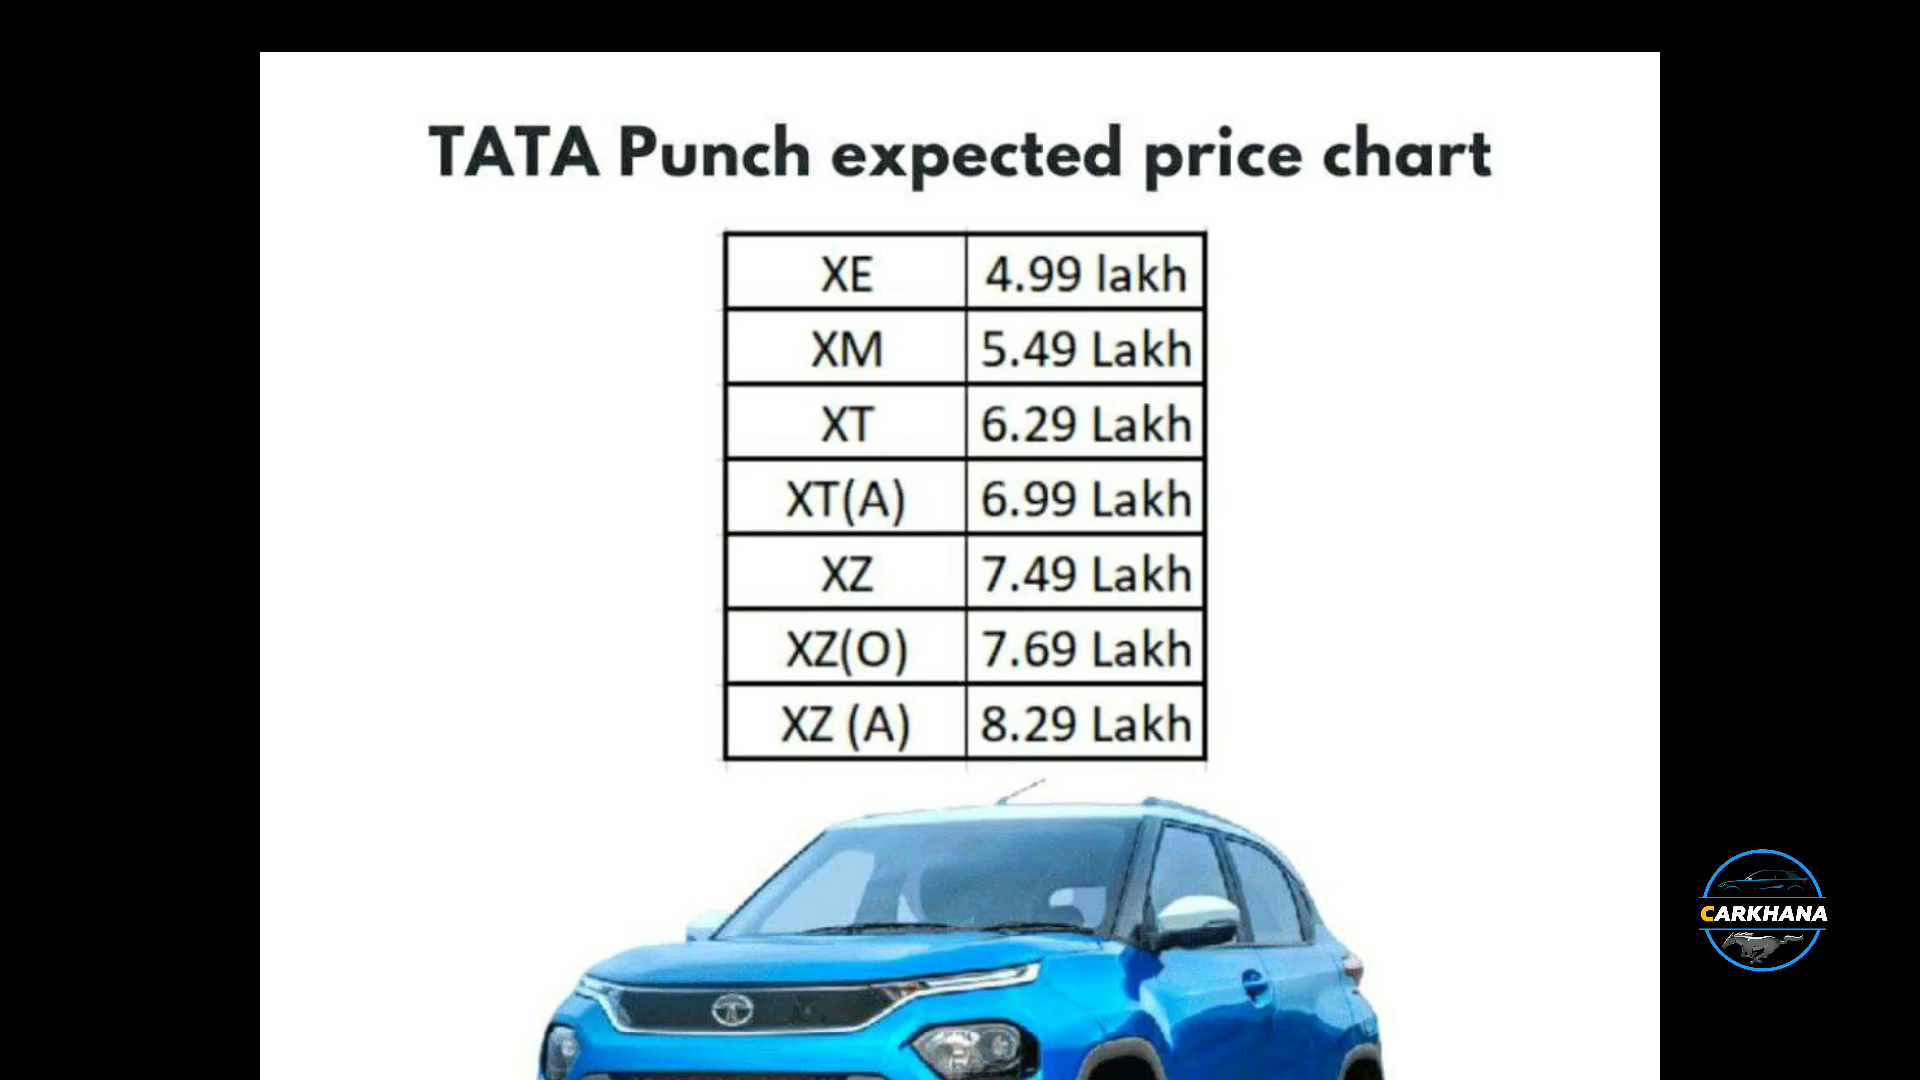 TATA Punch expected price chart
XE 4.99 lakh
XM 5.49 Lakh
XT 6.29 Lakh
XT(A) 6.99 Lakh
XZ 7.49 Lakh
XZ(O) 7.69 Lakh
XZ (A) 8.29 Lakh
CARKHANA